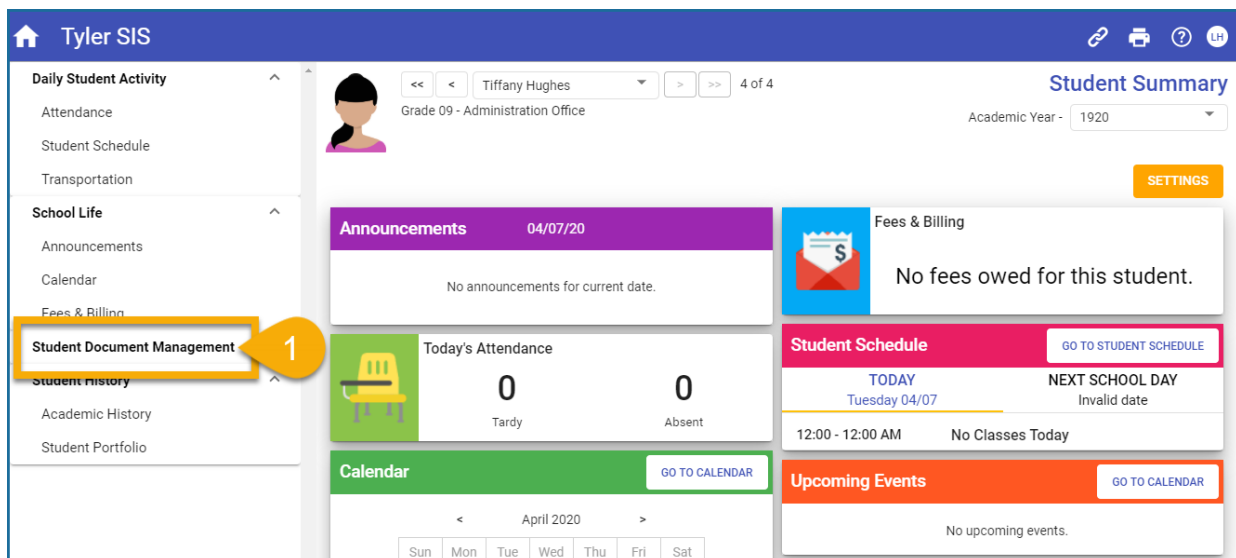 Tyler SIS
LH
Daily Student Activity
Attendance
Student Schedule
Transportation
School Life
Announcements
Calendar
Fees & Billing
Student Document Management
1
Student History
Academic History
Student Portfolio
<< < Tiffany Hughes > >> 4 of 4
Grade 09 - Administration Office
Student Summary
Academic Year - 1920
SETTINGS
Announcements 04/07/20
No announcements for current date.
Fees & Billing
$
No fees owed for this student.
Today's Attendance
0 0
Tardy Absent
Student Schedule GO TO STUDENT SCHEDULE
TODAY NEXT SCHOOL DAY
Tuesday 04/07 Invalid date
12:00 - 12:00 AM No Classes Today
Calendar GO TO CALENDAR
< April 2020 >
Sun Mon Tue Wed Thu Fri Sat
Upcoming Events GO TO CALENDAR
No upcoming events.